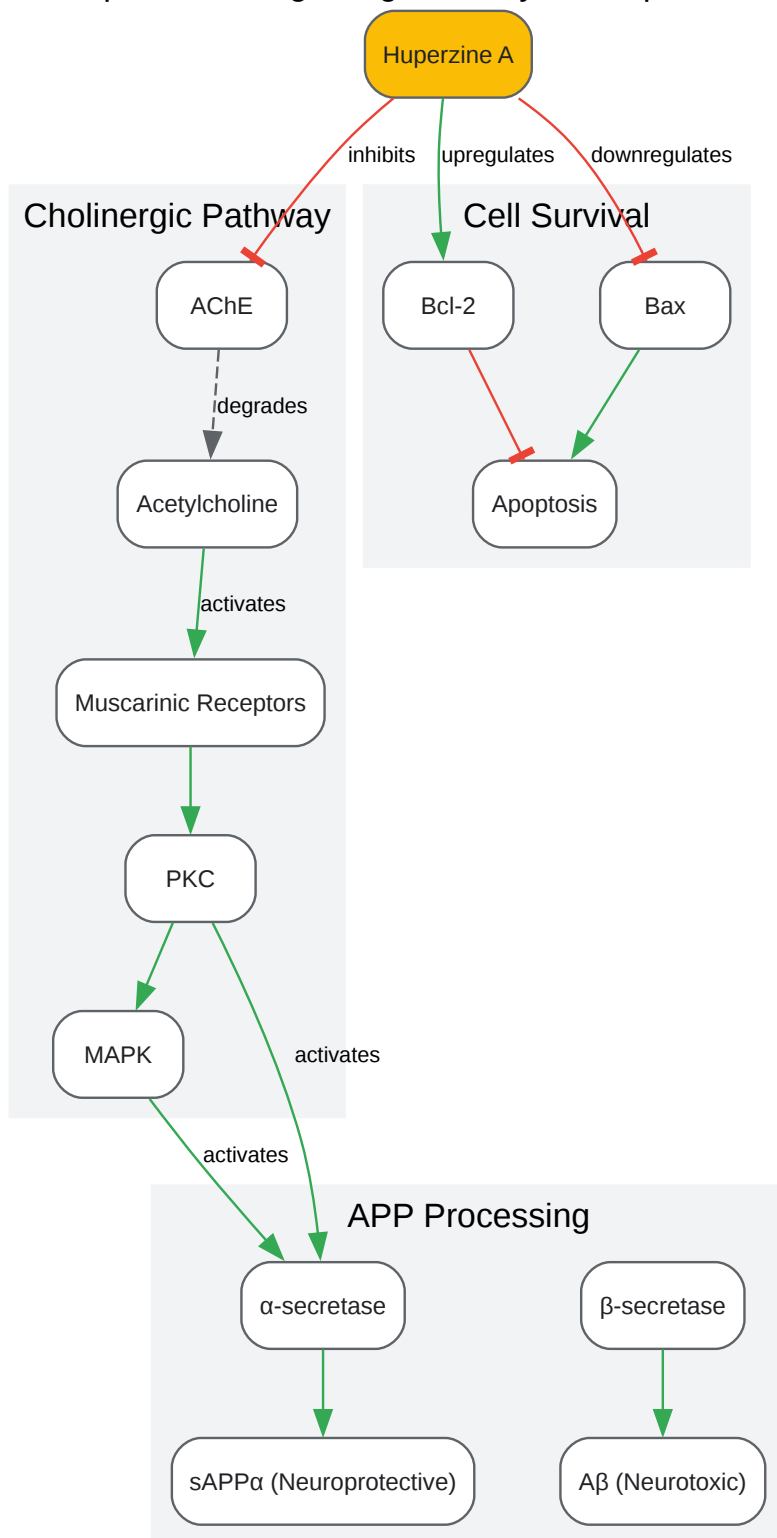 Huperzine A
inhibits
upregulates
downregulates
Cholinergic Pathway
Cell Survival
AChE
Bcl-2
Bax
degrades
Acetylcholine
Apoptosis
activates
Muscarinic Receptors
PKC
MAPK
activates
activates
APP Processing
α-secretase
β-secretase
sAPPα (Neuroprotective)
Aβ (Neurotoxic)